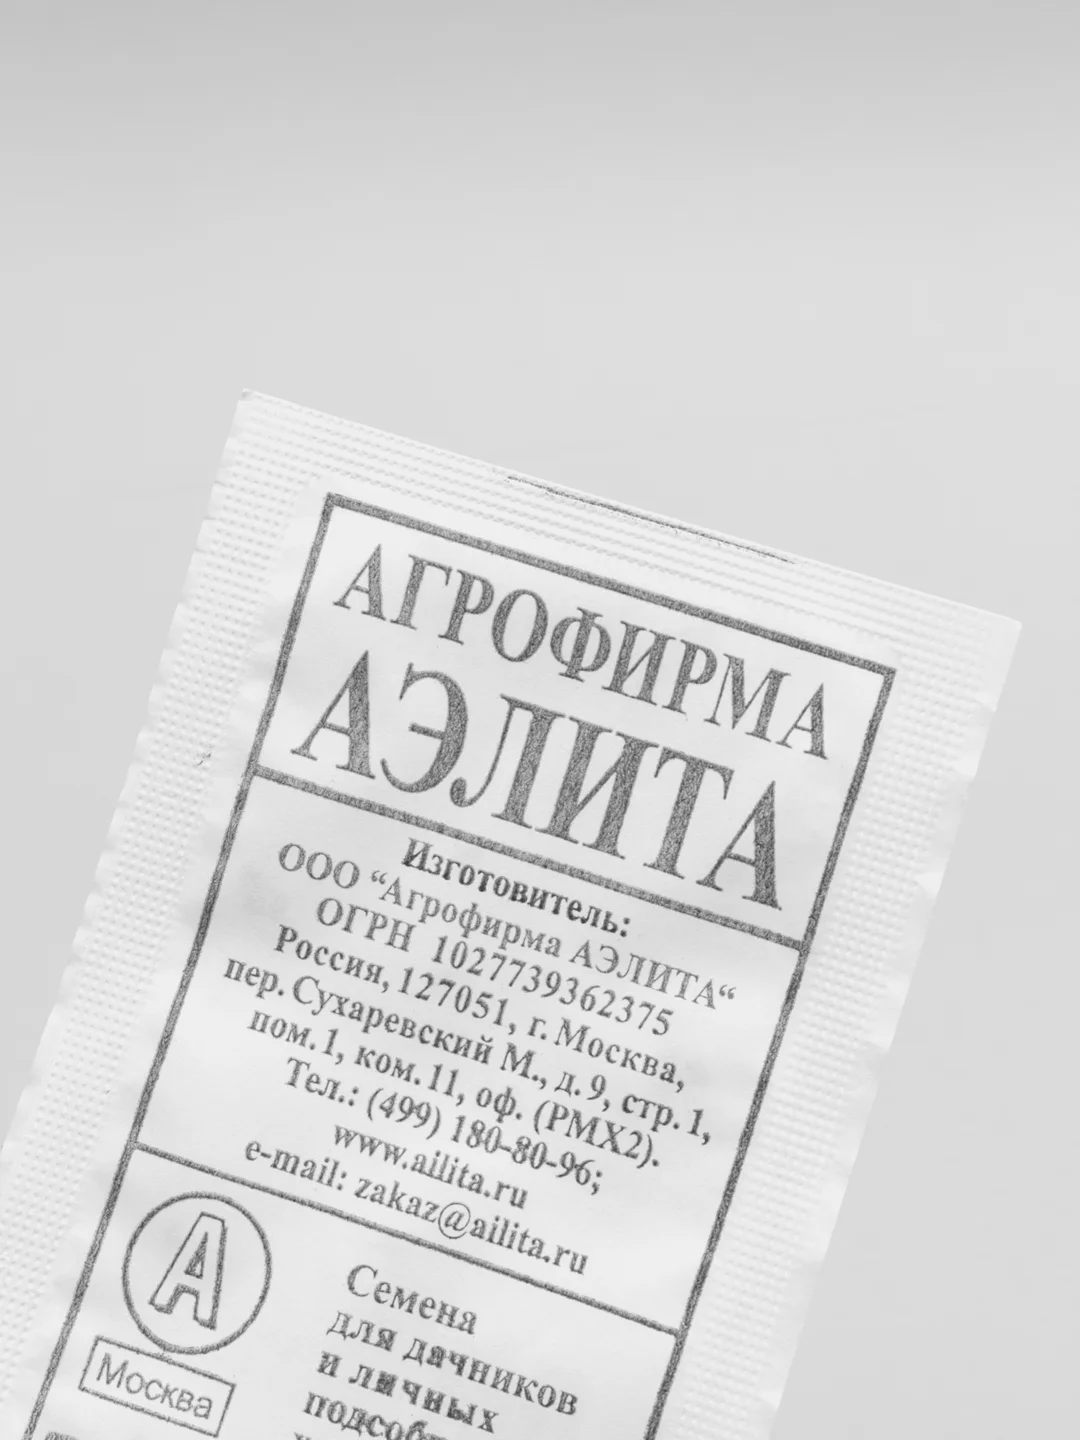 АГРОФИРМА
АЭЛИТА
Изготовитель:
ООО “Агрофирма АЭЛИТА“
ОГРН 1027739362375
Россия, 127051, г. Москва,
пер. Сухаревский М., д. 9, стр. 1,
пом. 1, ком. 11, оф. (РМХ2).
Тел.: (499) 180-80-96;
www.ailita.ru
e-mail: zakaz@ailita.ru
А
Москва
Семена
для дачников
и личных